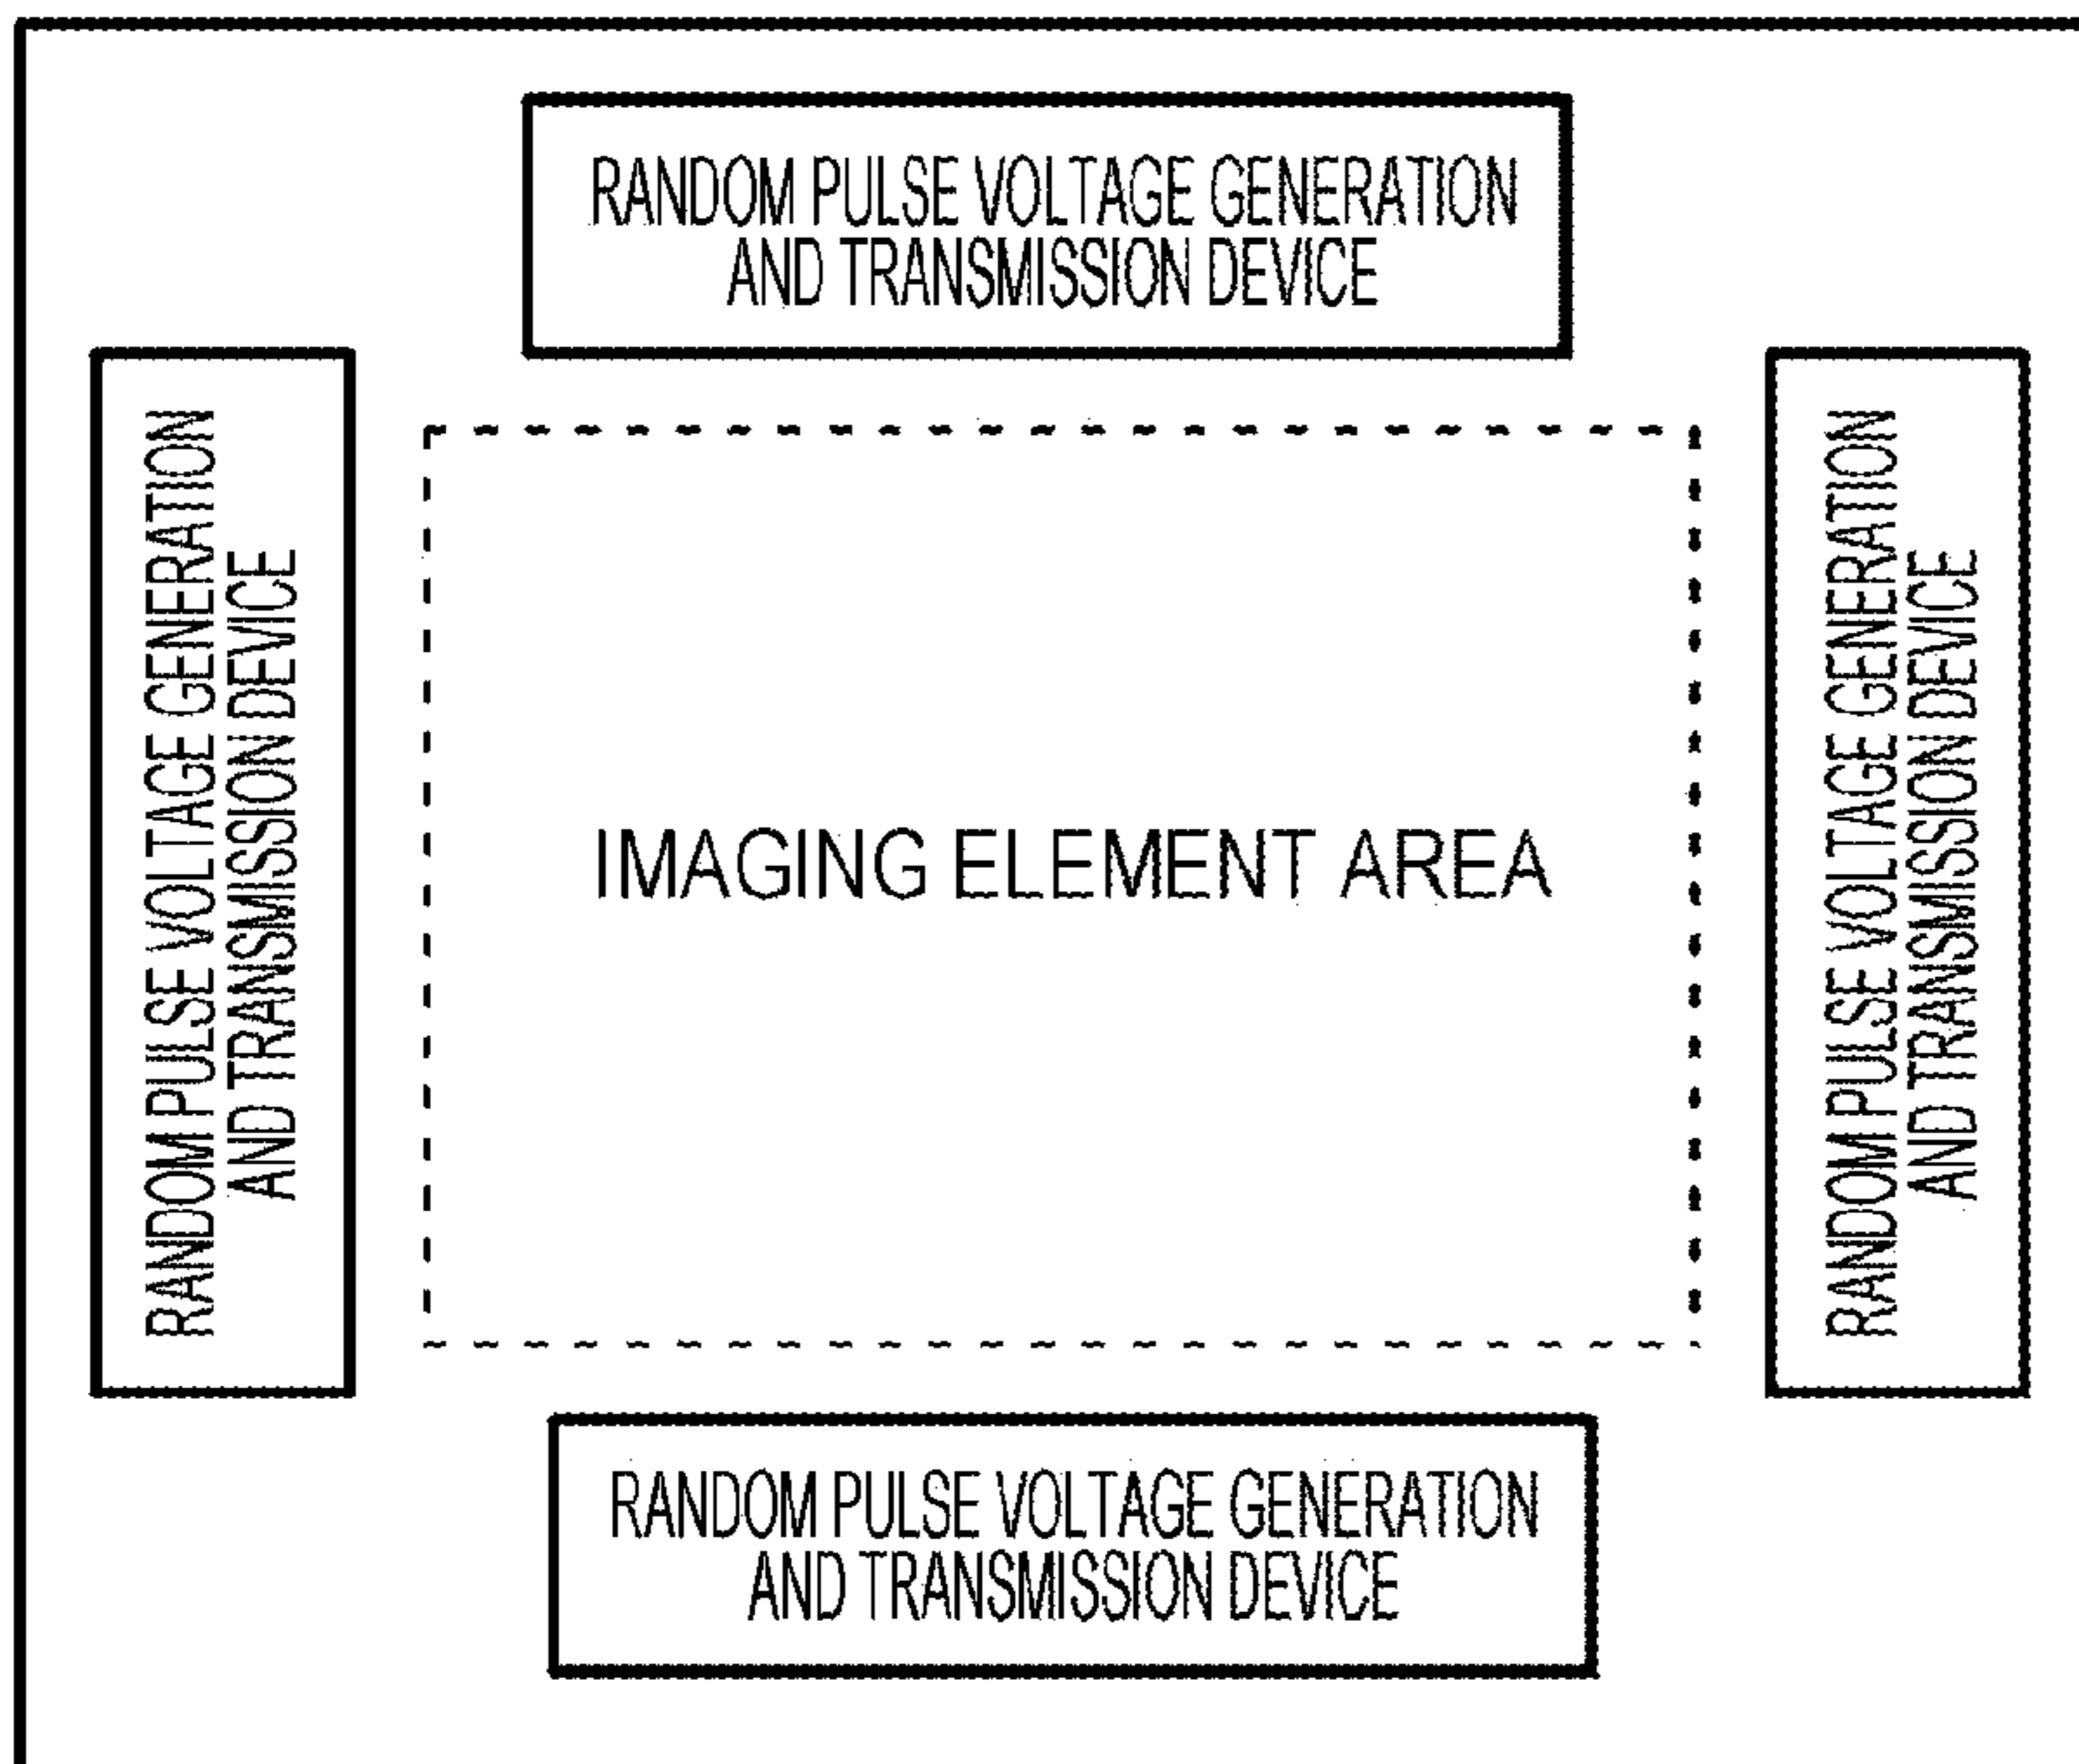 RANDOM PULSE VOLTAGE GENERATION
AND TRANSMISSION DEVICE
RANDOM PULSE VOLTAGE GENERATION
AND TRANSMISSION DEVICE
IMAGING ELEMENT AREA
RANDOM PULSE VOLTAGE GENERATION
AND TRANSMISSION DEVICE
RANDOM PULSE VOLTAGE GENERATION
AND TRANSMISSION DEVICE